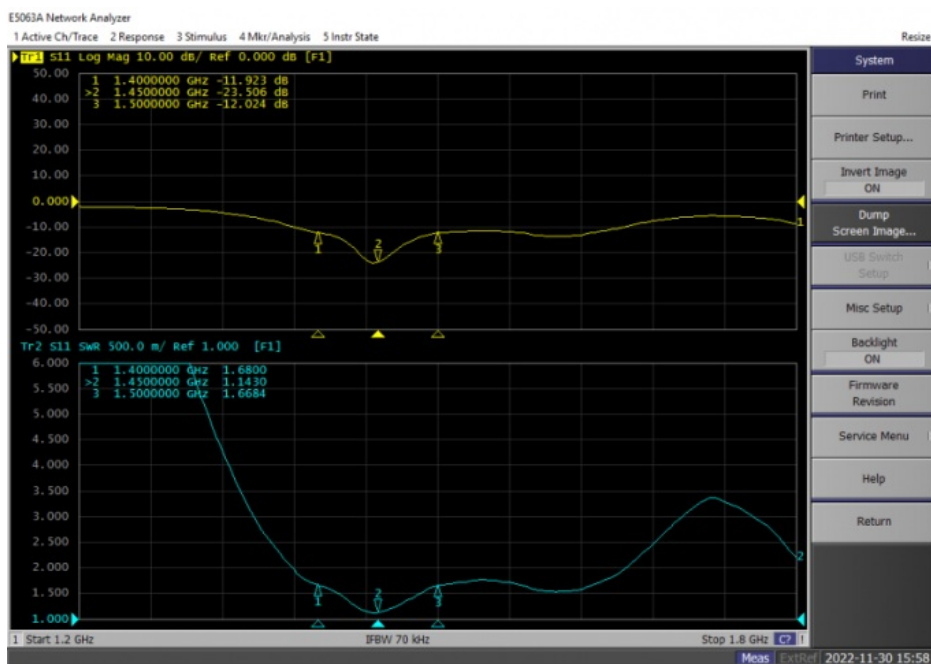 E5063A Network Analyzer
1 Active Ch/Trace 2 Response 3 Stimulus 4 Mkr/Analysis 5 Instr State
Resize
Tr1 S11 Log Mag 10.00 dB/ Ref 0.000 dB [F1]
50.00
1 1.4000000 GHz -11.923 dB
>2 1.4500000 GHz -23.506 dB
3 1.5000000 GHz -12.024 dB
40.00
30.00
20.00
10.00
0.000
-10.00
-20.00
-30.00
-40.00
-50.00
1
2
3
1
Tr2 S11 SWR 500.0 m/ Ref 1.000 [F1]
6.000
1 1.4000000 GHz 1.6800
>2 1.4500000 GHz 1.1430
3 1.5000000 GHz 1.6684
5.500
5.000
4.500
4.000
3.500
3.000
2.500
2.000
1.500
1.000
1
2
3
2
1 Start 1.2 GHz
IFBW 70 kHz
Stop 1.8 GHz C? !
System
Print
Printer Setup...
Invert Image
ON
Dump
Screen Image...
USB Switch
Setup
Misc Setup
Backlight
ON
Firmware
Revision
Service Menu
Help
Return
Meas ExtRef 2022-11-30 15:58